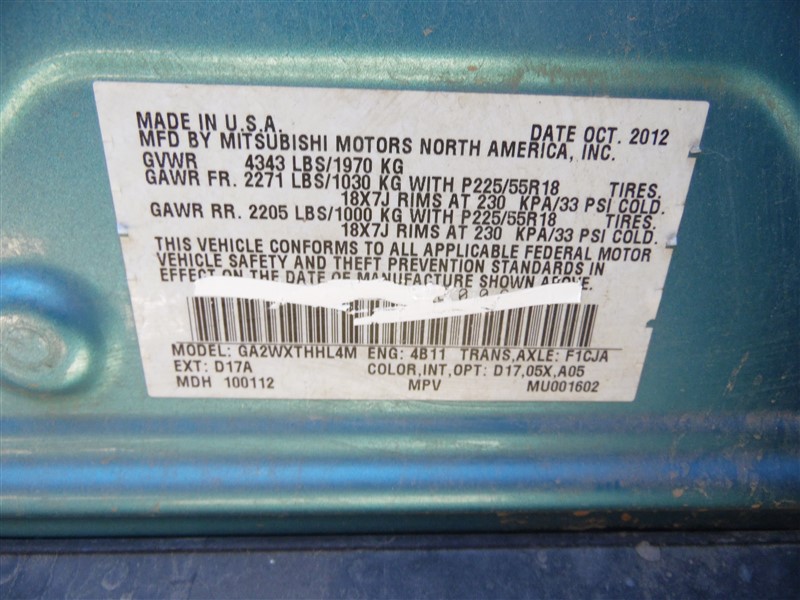 MADE IN U.S.A. DATE OCT. 2012
MFD BY MITSUBISHI MOTORS NORTH AMERICA, INC.
GVWR 4343 LBS/1970 KG
GAWR FR. 2271 LBS/1030 KG WITH P225/55R18 TIRES.
18X7J RIMS AT 230 KPA/33 PSI COLD.
GAWR RR. 2205 LBS/1000 KG WITH P225/55R18 TIRES.
18X7J RIMS AT 230 KPA/33 PSI COLD.
THIS VEHICLE CONFORMS TO ALL APPLICABLE FEDERAL MOTOR
VEHICLE SAFETY AND THEFT PREVENTION STANDARDS IN
EFFECT ON THE DATE OF MANUFACTURE SHOWN ABOVE.
MODEL: GA2WXTHHL4M ENG: 4B11 TRANS,AXLE: F1CJA
EXT: D17A COLOR,INT,OPT: D17,05X,A05
MDH 100112 MPV MU001602